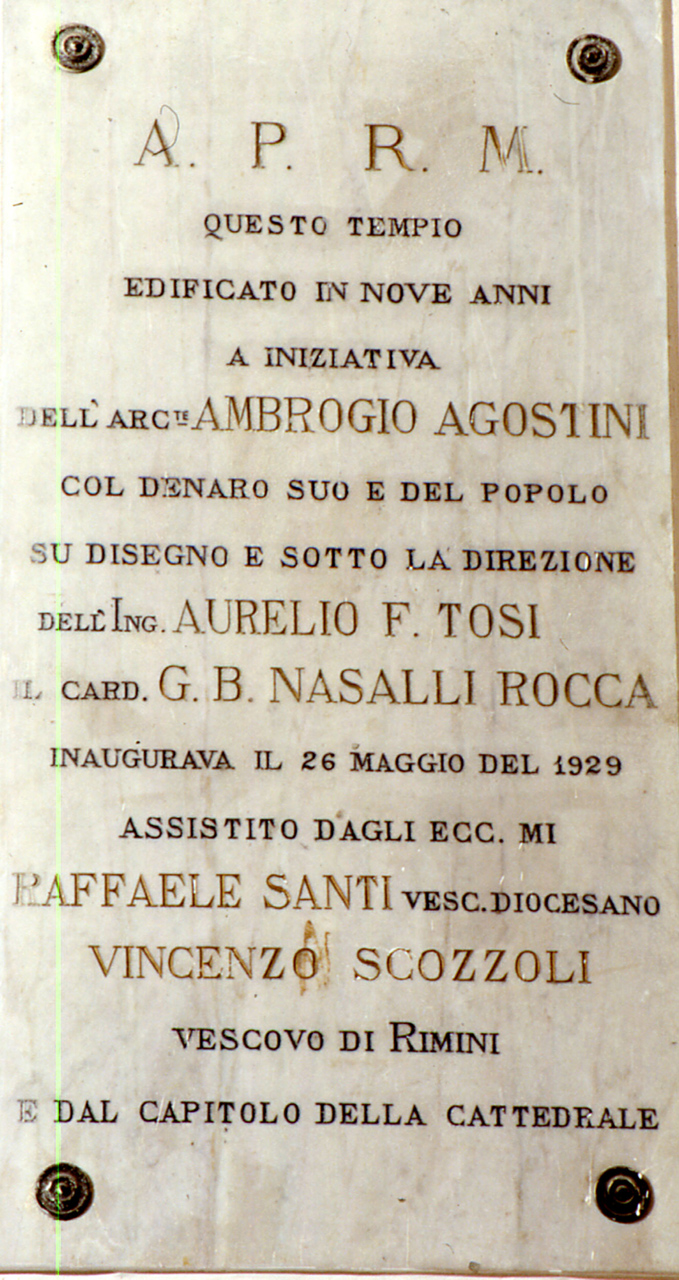 A. P. R. M.
QUESTO TEMPIO
EDIFICATO IN NOVE ANNI
A INIZIATIVA
DELL' ARC.TE AMBROGIO AGOSTINI
COL DENARO SUO E DEL POPOLO
SU DISEGNO E SOTTO LA DIREZIONE
DELL' ING. AURELIO F. TOSI
IL CARD. G. B. NASALLI ROCCA
INAUGURAVA IL 26 MAGGIO DEL 1929
ASSISTITO DAGLI ECC. MI
RAFFAELE SANTI VESC. DIOCESANO
VINCENZO SCOZZOLI
VESCOVO DI RIMINI
E DAL CAPITOLO DELLA CATTEDRALE